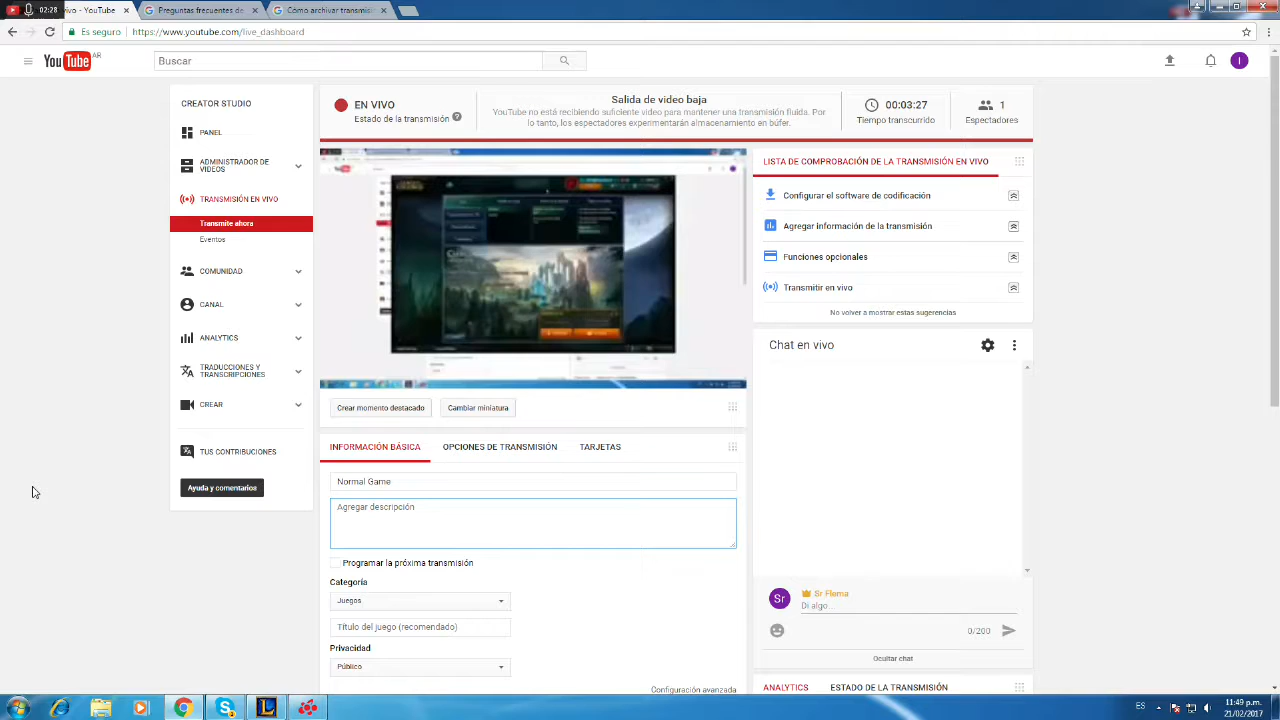 02:28
vivo - YouTube
Preguntas frecuentes de
Cómo archivar transmisi
Es seguro
https://www.youtube.com/live_dashboard
YouTube AR
Buscar
I
CREATOR STUDIO
PANEL
ADMINISTRADOR DE
VIDEOS
TRANSMISIÓN EN VIVO
Transmite ahora
Eventos
COMUNIDAD
CANAL
ANALYTICS
TRADUCCIONES Y
TRANSCRIPCIONES
CREAR
TUS CONTRIBUCIONES
Ayuda y comentarios
EN VIVO
Estado de la transmisión
Salida de video baja
YouTube no está recibiendo suficiente video para mantener una transmisión fluida. Por
lo tanto, los espectadores experimentarán almacenamiento en búfer.
00:03:27
Tiempo transcurrido
1
Espectadores
Crear momento destacado
Cambiar miniatura
INFORMACIÓN BÁSICA
OPCIONES DE TRANSMISIÓN
TARJETAS
Normal Game
Agregar descripción
Programar la próxima transmisión
Categoría
Juegos
Título del juego (recomendado)
Privacidad
Público
Configuración avanzada
LISTA DE COMPROBACIÓN DE LA TRANSMISIÓN EN VIVO
Configurar el software de codificación
Agregar información de la transmisión
Funciones opcionales
Transmitir en vivo
No volver a mostrar estas sugerencias
Chat en vivo
Sr
Sr Floma
Di algo...
0/200
Ocultar chat
ANALYTICS
ESTADO DE LA TRANSMISIÓN
ES
11:49 p.m.
21/02/2017